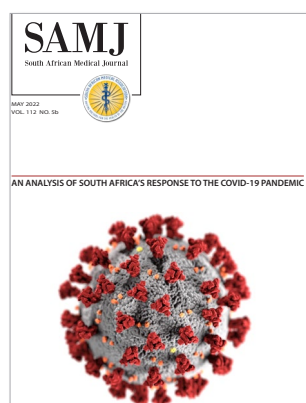 SAMJ
South African Medical Journal
MAY 2022
VOL. 112 NO. 5b
AN ANALYSIS OF SOUTH AFRICA'S RESPONSE TO THE COVID-19 PANDEMIC